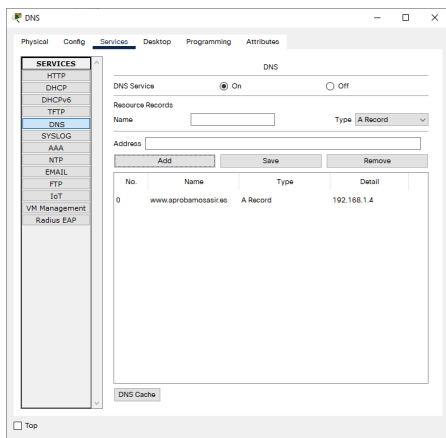 DNS
Physical Config Services Desktop Programming Attributes
SERVICES
HTTP
DHCP
DHCPv6
TFTP
DNS
SYSLOG
AAA
NTP
EMAIL
FTP
IoT
VM Management
Radius EAP
DNS
DNS Service On Off
Resource Records
Name Type A Record
Address
Add Save Remove
No. Name Type Detail
0 www.aprobamosasir.es A Record 192.168.1.4
DNS Cache
Top